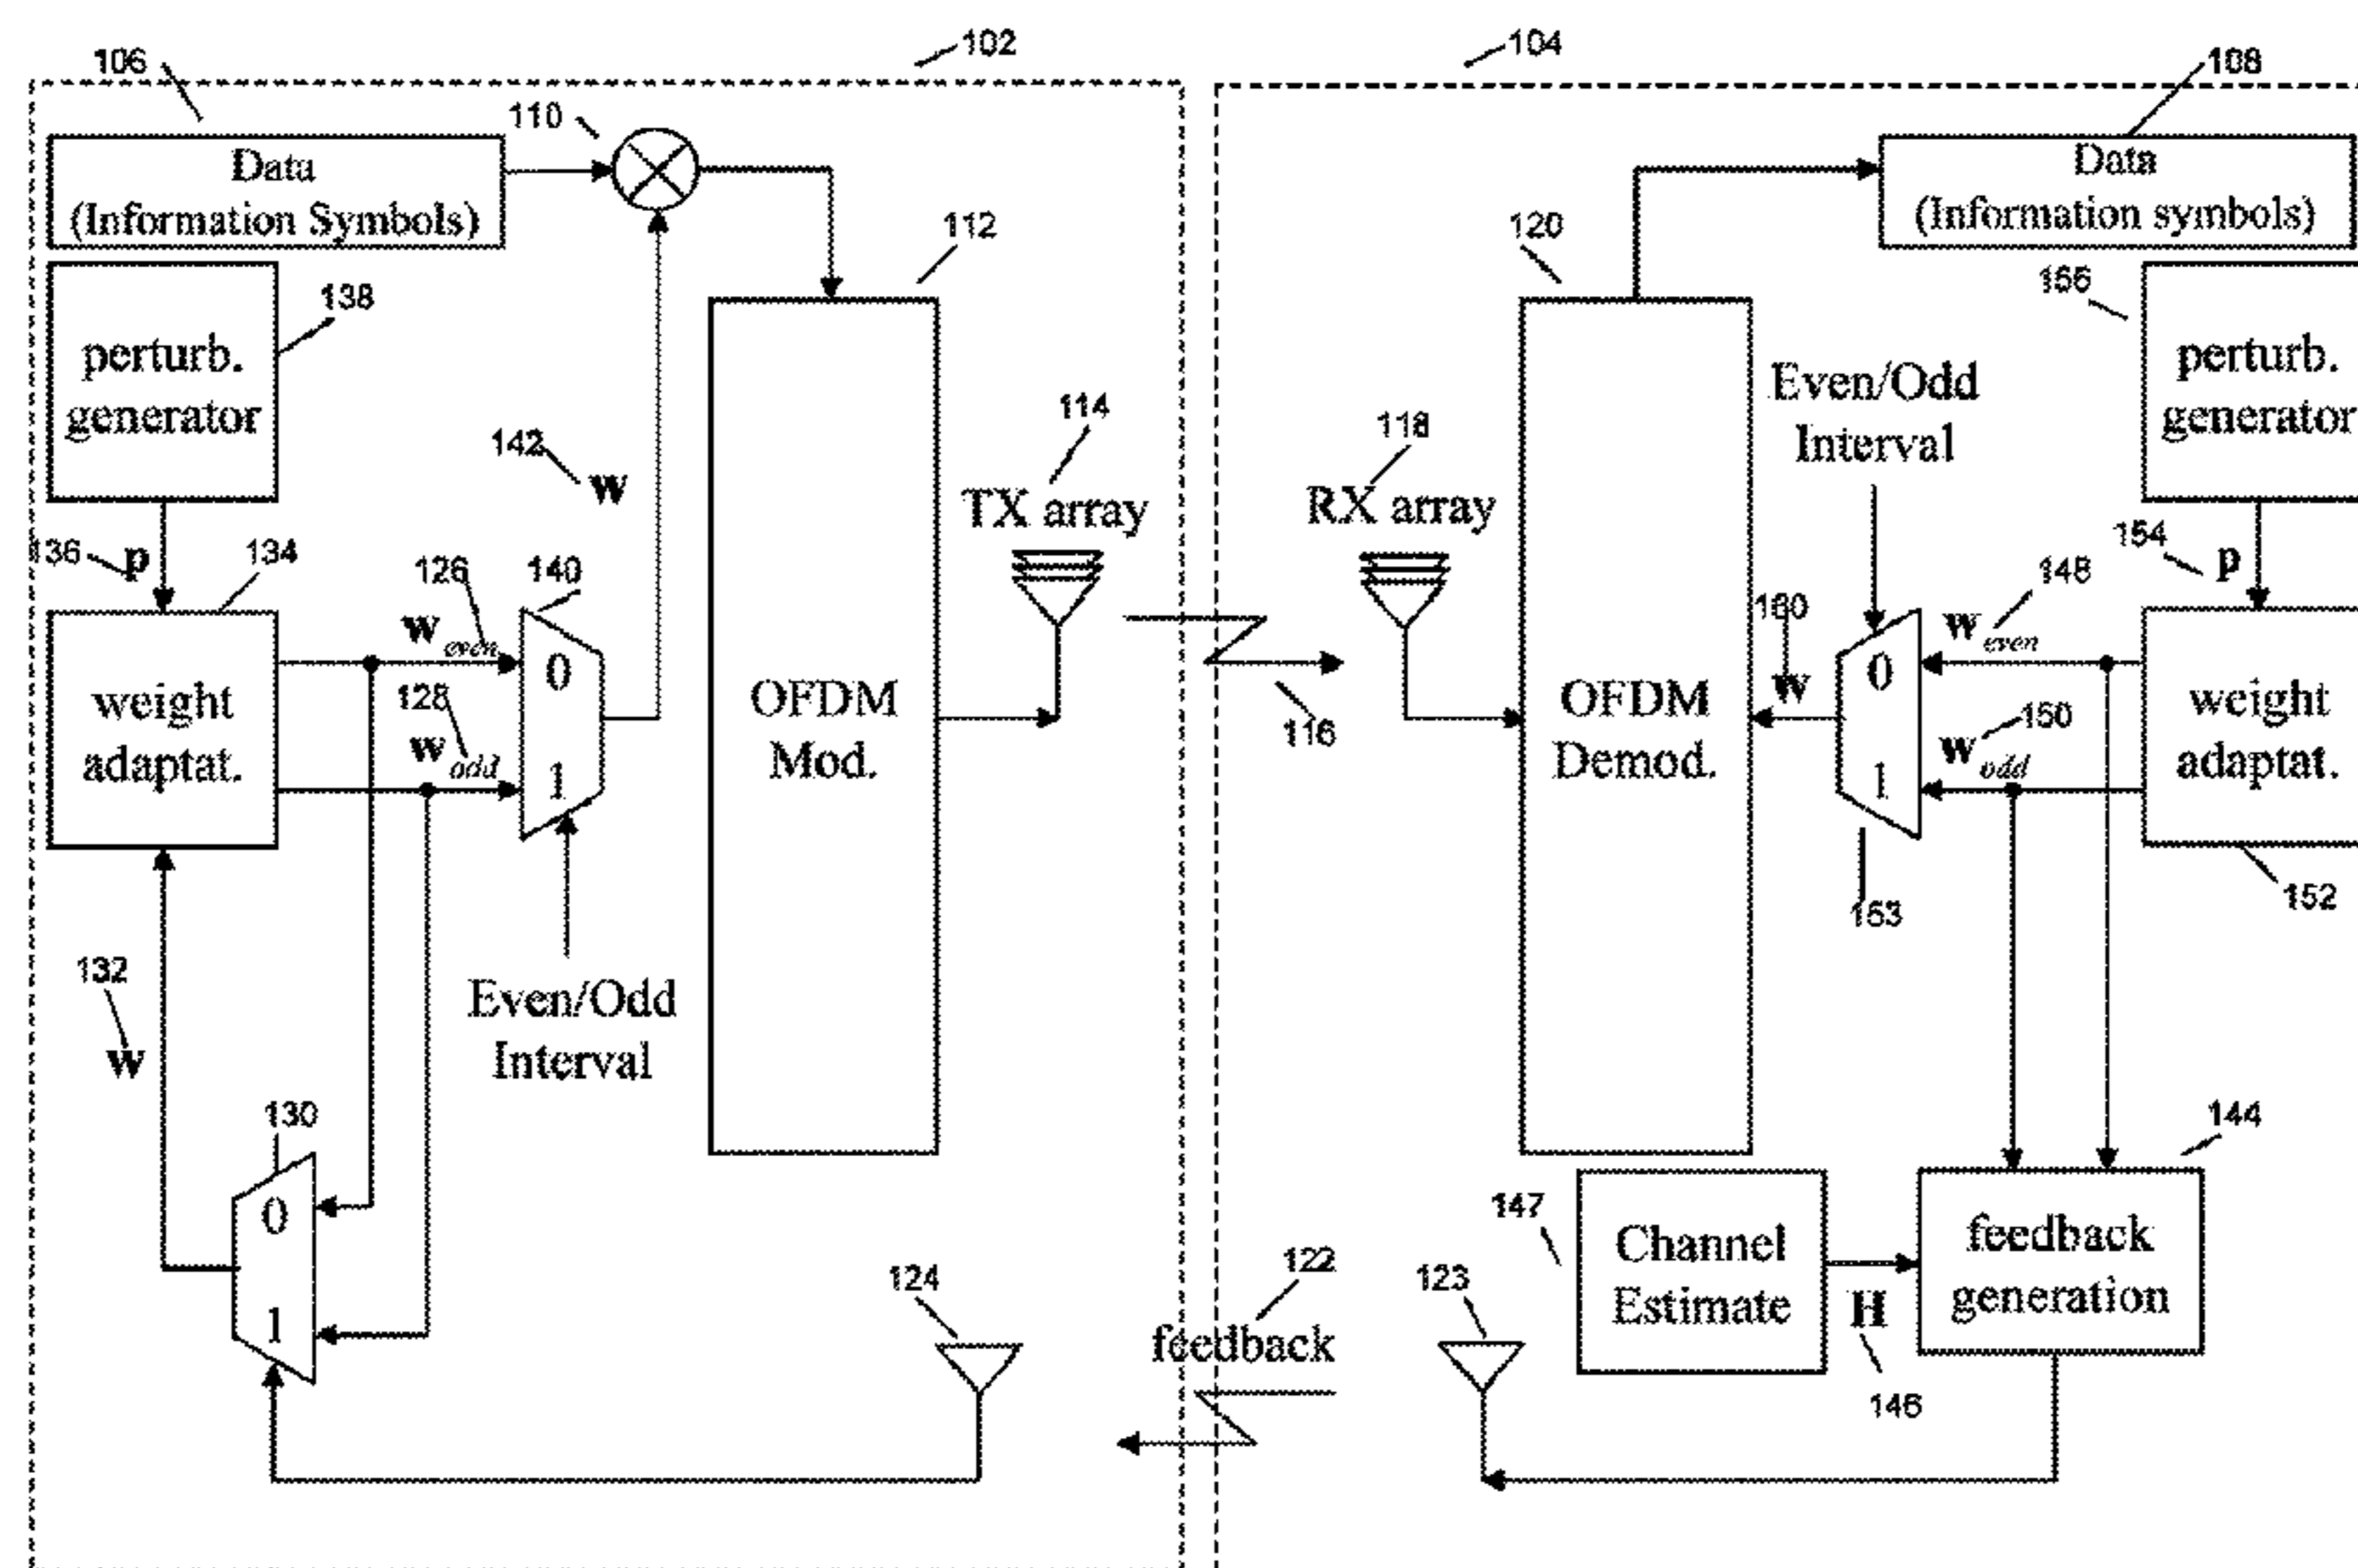 102
104
106
108
110
Data
(Information Symbols)
Data
(Information symbols)
112
120
138
156
perturb.
generator
perturb.
generator
Even/Odd
Interval
114
118
142
w
TX array
RX array
136
p
134
126
140
154
p
148
w even
160
w even
0
0
128
w
150
weight
adaptat.
w odd
1
OFDM
Mod.
116
OFDM
Demod.
w odd
1
weight
adaptat.
153
152
132
w
Even/Odd
Interval
130
144
0
1
147
Channel
Estimate
feedback
generation
124
122
123
feedback
H
146